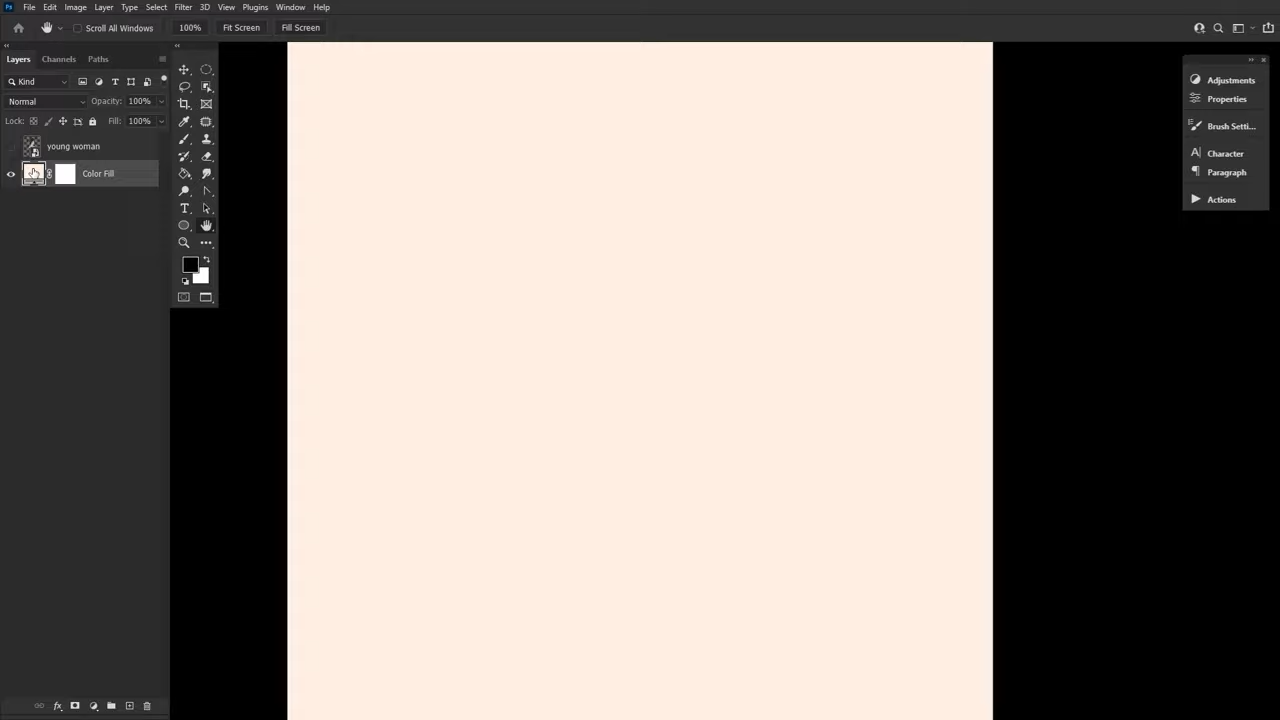 Ps File Edit Image Layer Type Select Filter 3D View Plugins Window Help
Scroll All Windows 100% Fit Screen Fill Screen
Layers Channels Paths
Kind
Normal Opacity: 100%
Lock: Fill: 100%
young woman
Color Fill
T
Adjustments
Properties
Brush Setti...
Character
Paragraph
Actions